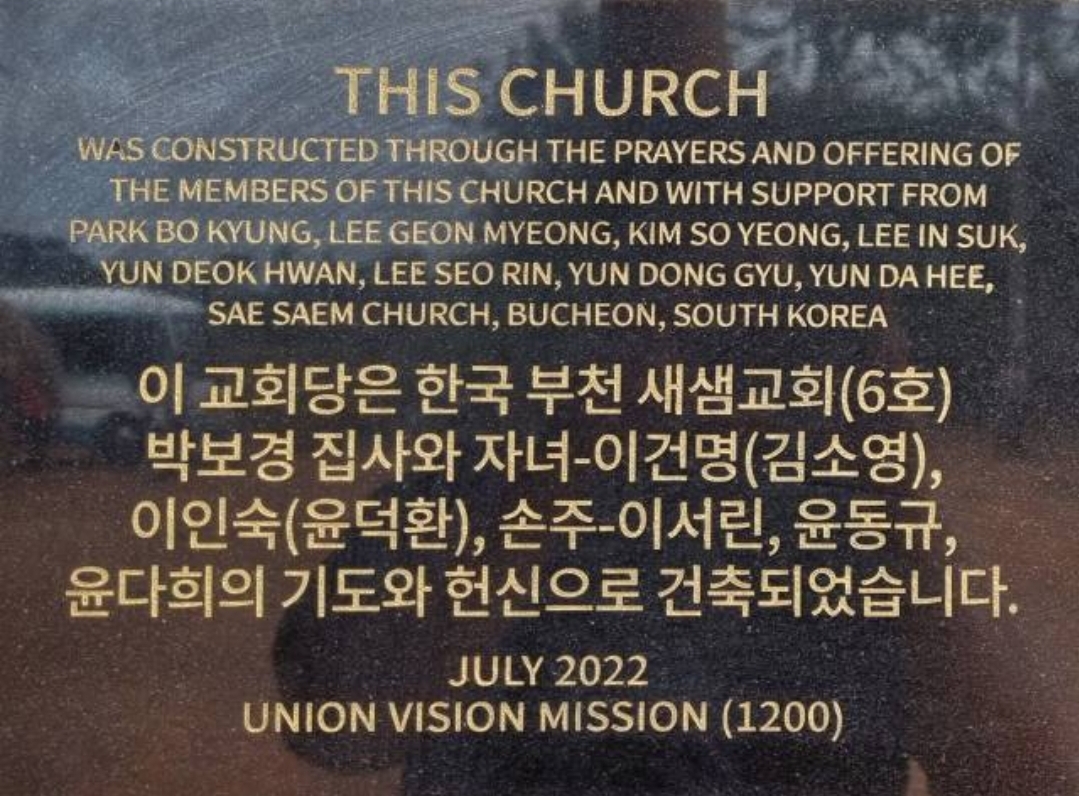 THIS CHURCH
WAS CONSTRUCTED THROUGH THE PRAYERS AND OFFERING OF
THE MEMBERS OF THIS CHURCH AND WITH SUPPORT FROM
PARK BO KYUNG, LEE GEON MYEONG, KIM SO YEONG, LEE IN SUK,
YUN DEOK HWAN, LEE SEO RIN, YUN DONG GYU, YUN DA HEE,
SAE SAEM CHURCH, BUCHEON, SOUTH KOREA
이 교회당은 한국 부천 새샘교회(6호)
박보경 집사와 자녀-이건명(김소영),
이인숙(윤덕환), 손주-이서린, 윤동규,
윤다희의 기도와 헌신으로 건축되었습니다.
JULY 2022
UNION VISION MISSION (1200)